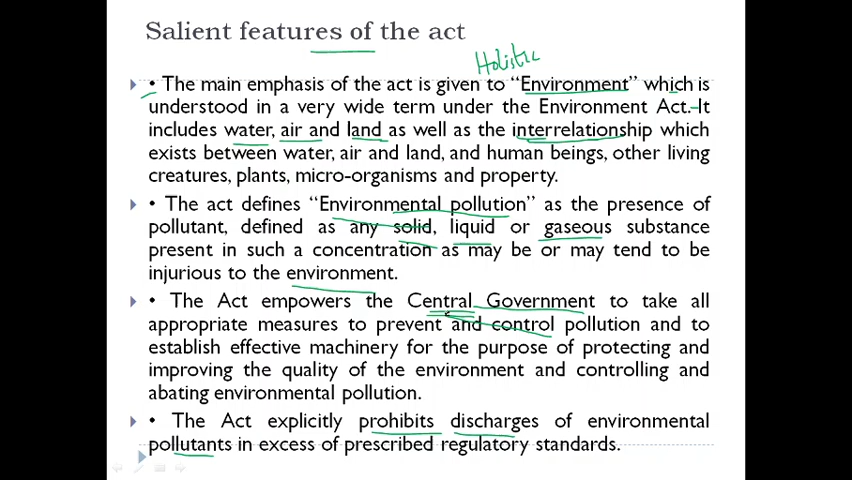 Salient features of the act
Holistic
• The main emphasis of the act is given to “Environment” which is
understood in a very wide term under the Environment Act. It
includes water, air and land as well as the interrelationship which
exists between water, air and land, and human beings, other living
creatures, plants, micro-organisms and property.
• The act defines “Environmental pollution” as the presence of
pollutant, defined as any solid, liquid or gaseous substance
present in such a concentration as may be or may tend to be
injurious to the environment.
• The Act empowers the Central Government to take all
appropriate measures to prevent and control pollution and to
establish effective machinery for the purpose of protecting and
improving the quality of the environment and controlling and
abating environmental pollution.
• The Act explicitly prohibits discharges of environmental
pollutants in excess of prescribed regulatory standards.